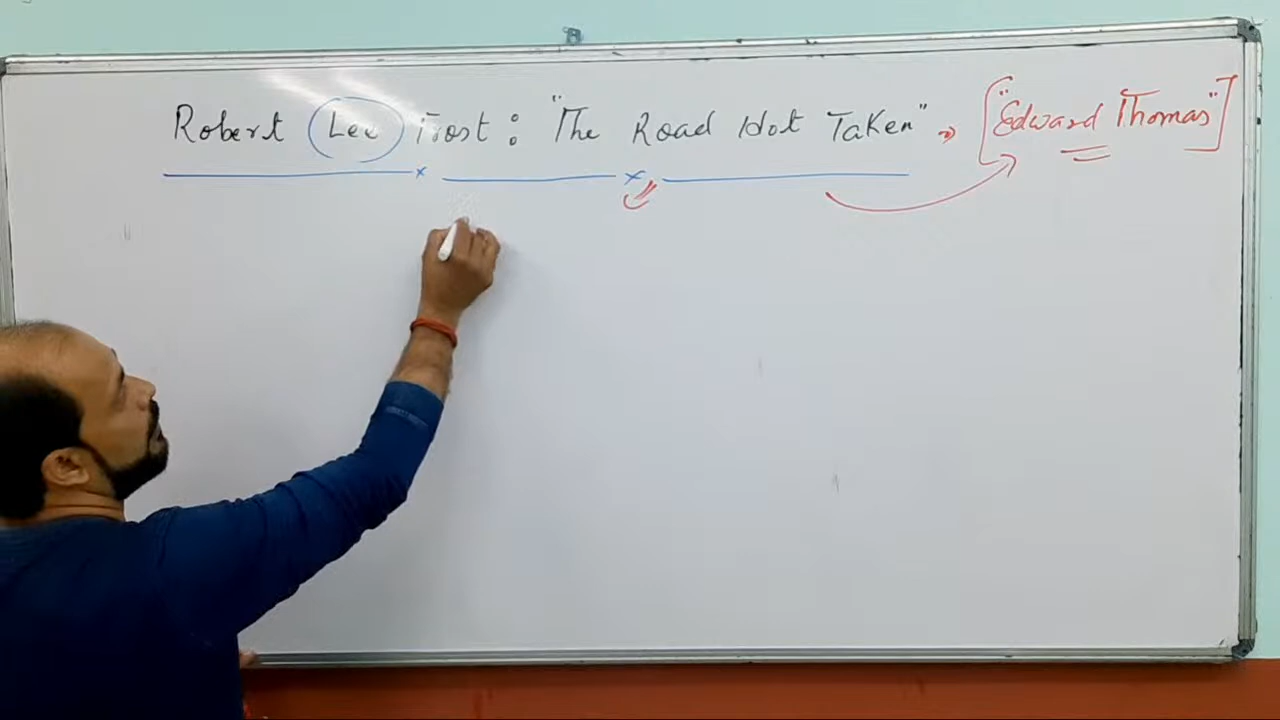 Robert Lee Frost : "The Road Not Taken" → ["Edward Thomas"]